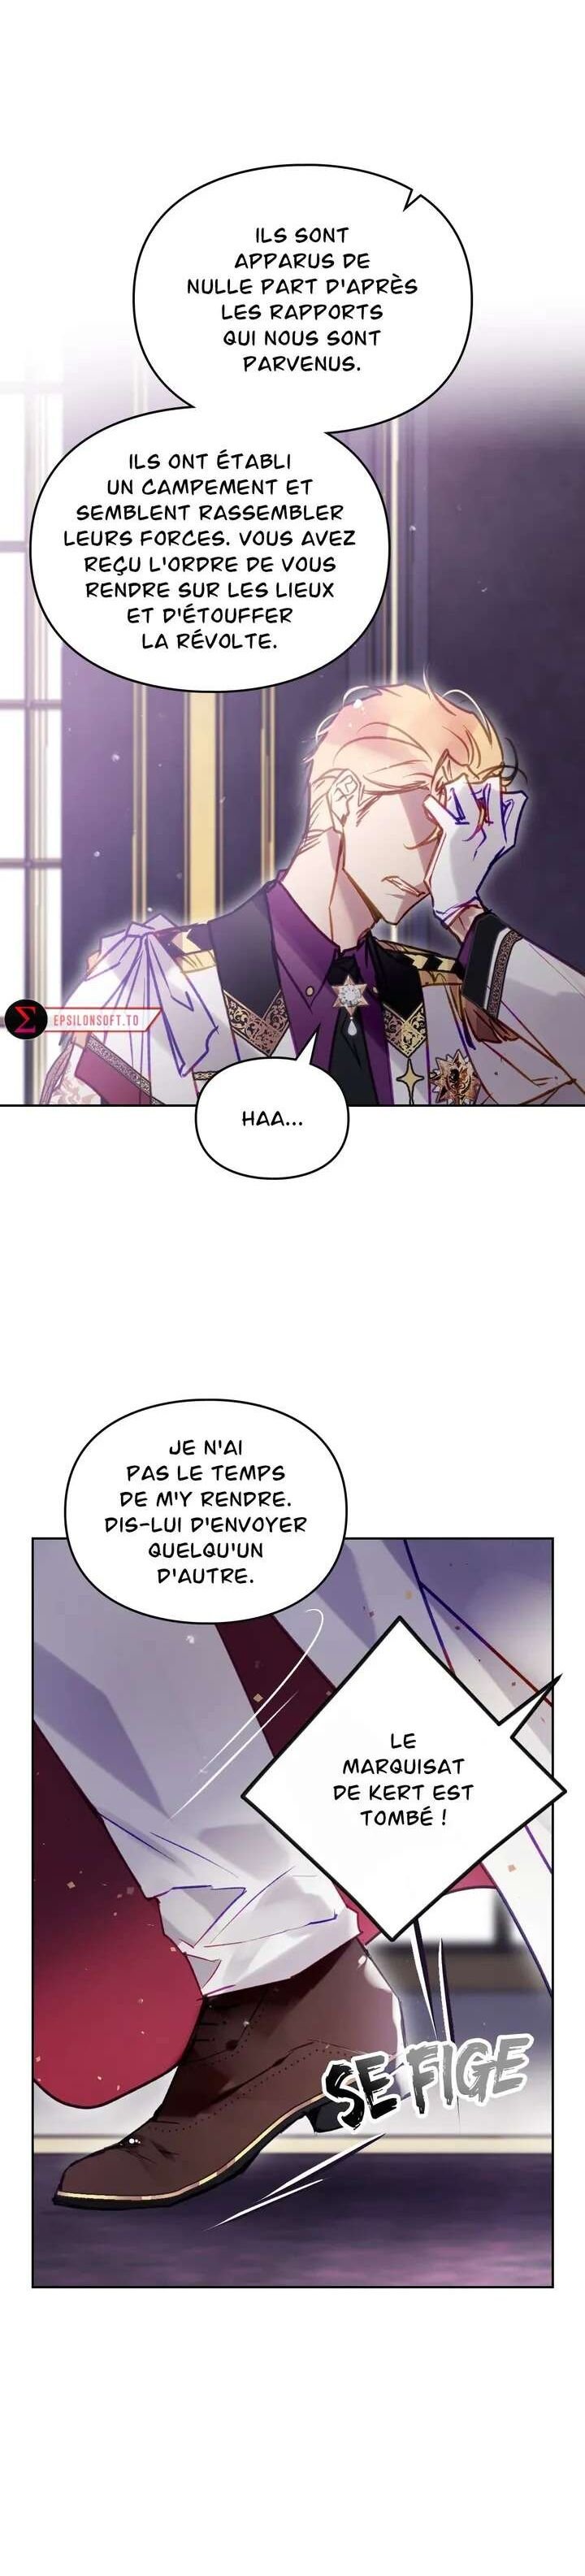 ILS SONT
APPARUS DE
NULLE PART D'APRÈS
LES RAPPORTS
QUI NOUS SONT
PARVENUS.
ILS ONT ÉTABLI
UN CAMPEMENT ET
SEMBLENT RASSEMBLER
LEURS FORCES. VOUS AVEZ
REÇU L'ORDRE DE VOUS
RENDRE SUR LES LIEUX
ET D'ÉTOUFFER
LA RÉVOLTE.
EPSILONSOFT.TO
HAA...
JE N'AI
PAS LE TEMPS
DE M'Y RENDRE.
DIS-LUI D'ENVOYER
QUELQU'UN
D'AUTRE.
LE
MARQUISAT
DE KERT EST
TOMBÉ !
SE FIGE